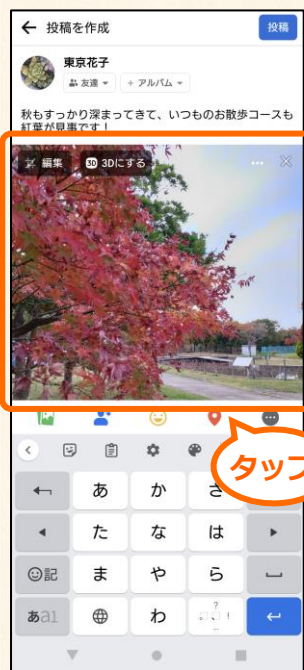 投稿を作成
投稿
東京花子
友達
+ アルバム
秋もすっかり深まってきて、いつものお散歩コースも
紅葉が見事です！
編集
3D 3Dにする
タップ
あ
か
さ
た
な
は
記
ま
や
ら
あa1
わ